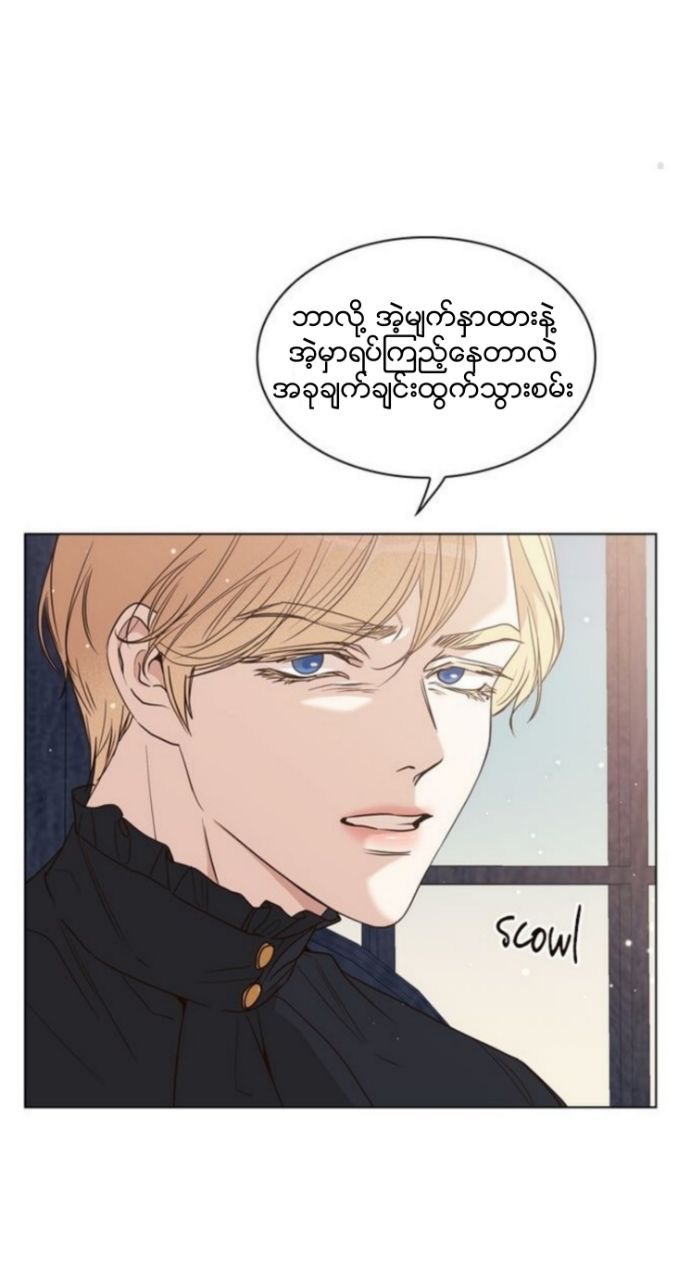 ဘာလို့ အဲ့မျက်နှာထားနဲ့
အဲ့မှာရပ်ကြည့်နေတာလဲ
အခုချက်ချင်းထွက်သွားစမ်း
scowl